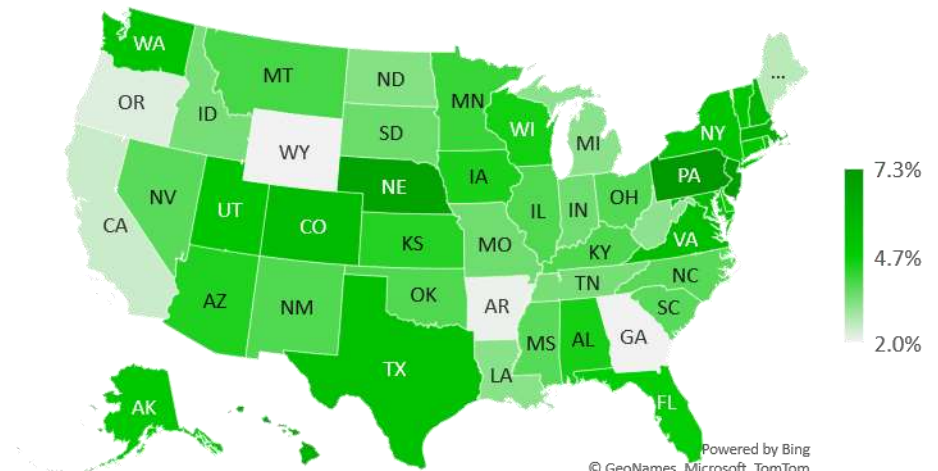 WA
MT
ND
MN
OR
ID
SD
WI
MI
NY
...
WY
NE
IA
PA
NV
UT
CO
IL
IN
OH
CA
KS
MO
KY
VA
AZ
NM
OK
AR
TN
NC
SC
TX
LA
MS
AL
GA
AK
FL
7.3%
4.7%
2.0%
Powered by Bing
© GeoNames, Microsoft, TomTom